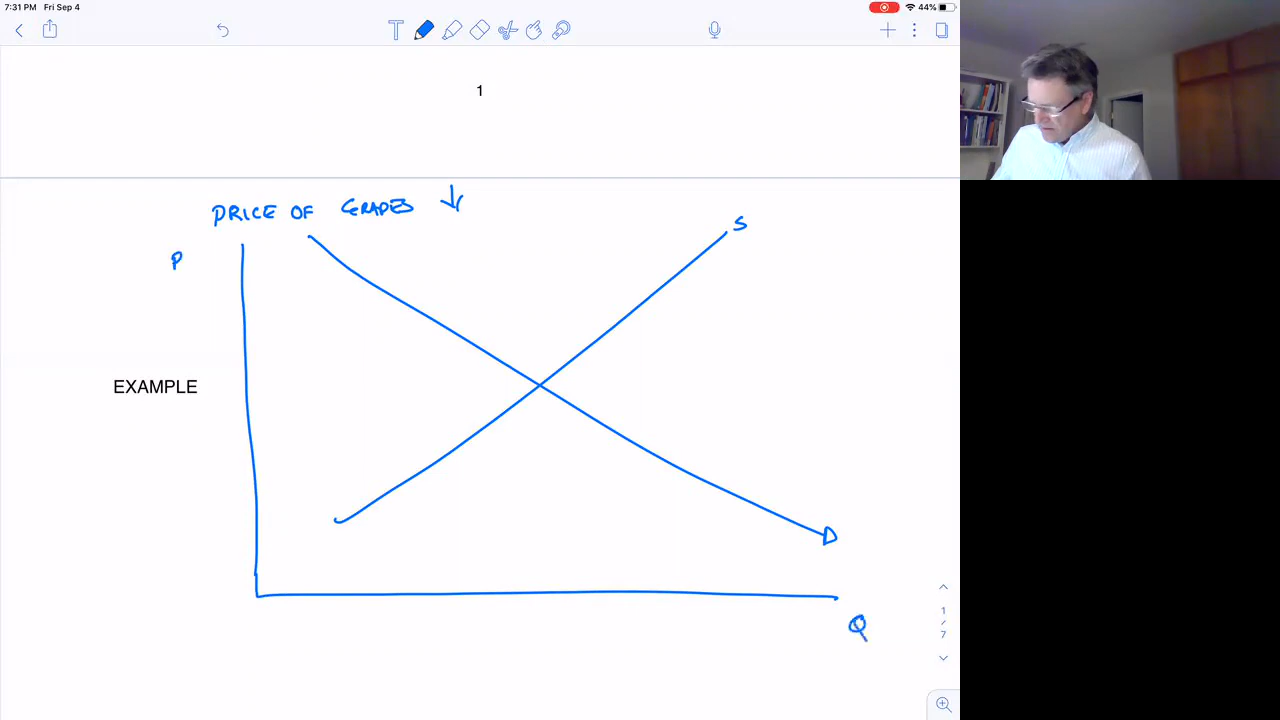 7:31 PM Fri Sep 4
44%
T
1
PRICE OF GRAPES ↓
P
S
EXAMPLE
D
Q
1
/
7